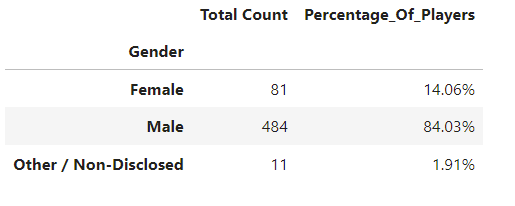 Total Count Percentage_Of_Players
Gender
Female 81 14.06%
Male 484 84.03%
Other / Non-Disclosed 11 1.91%